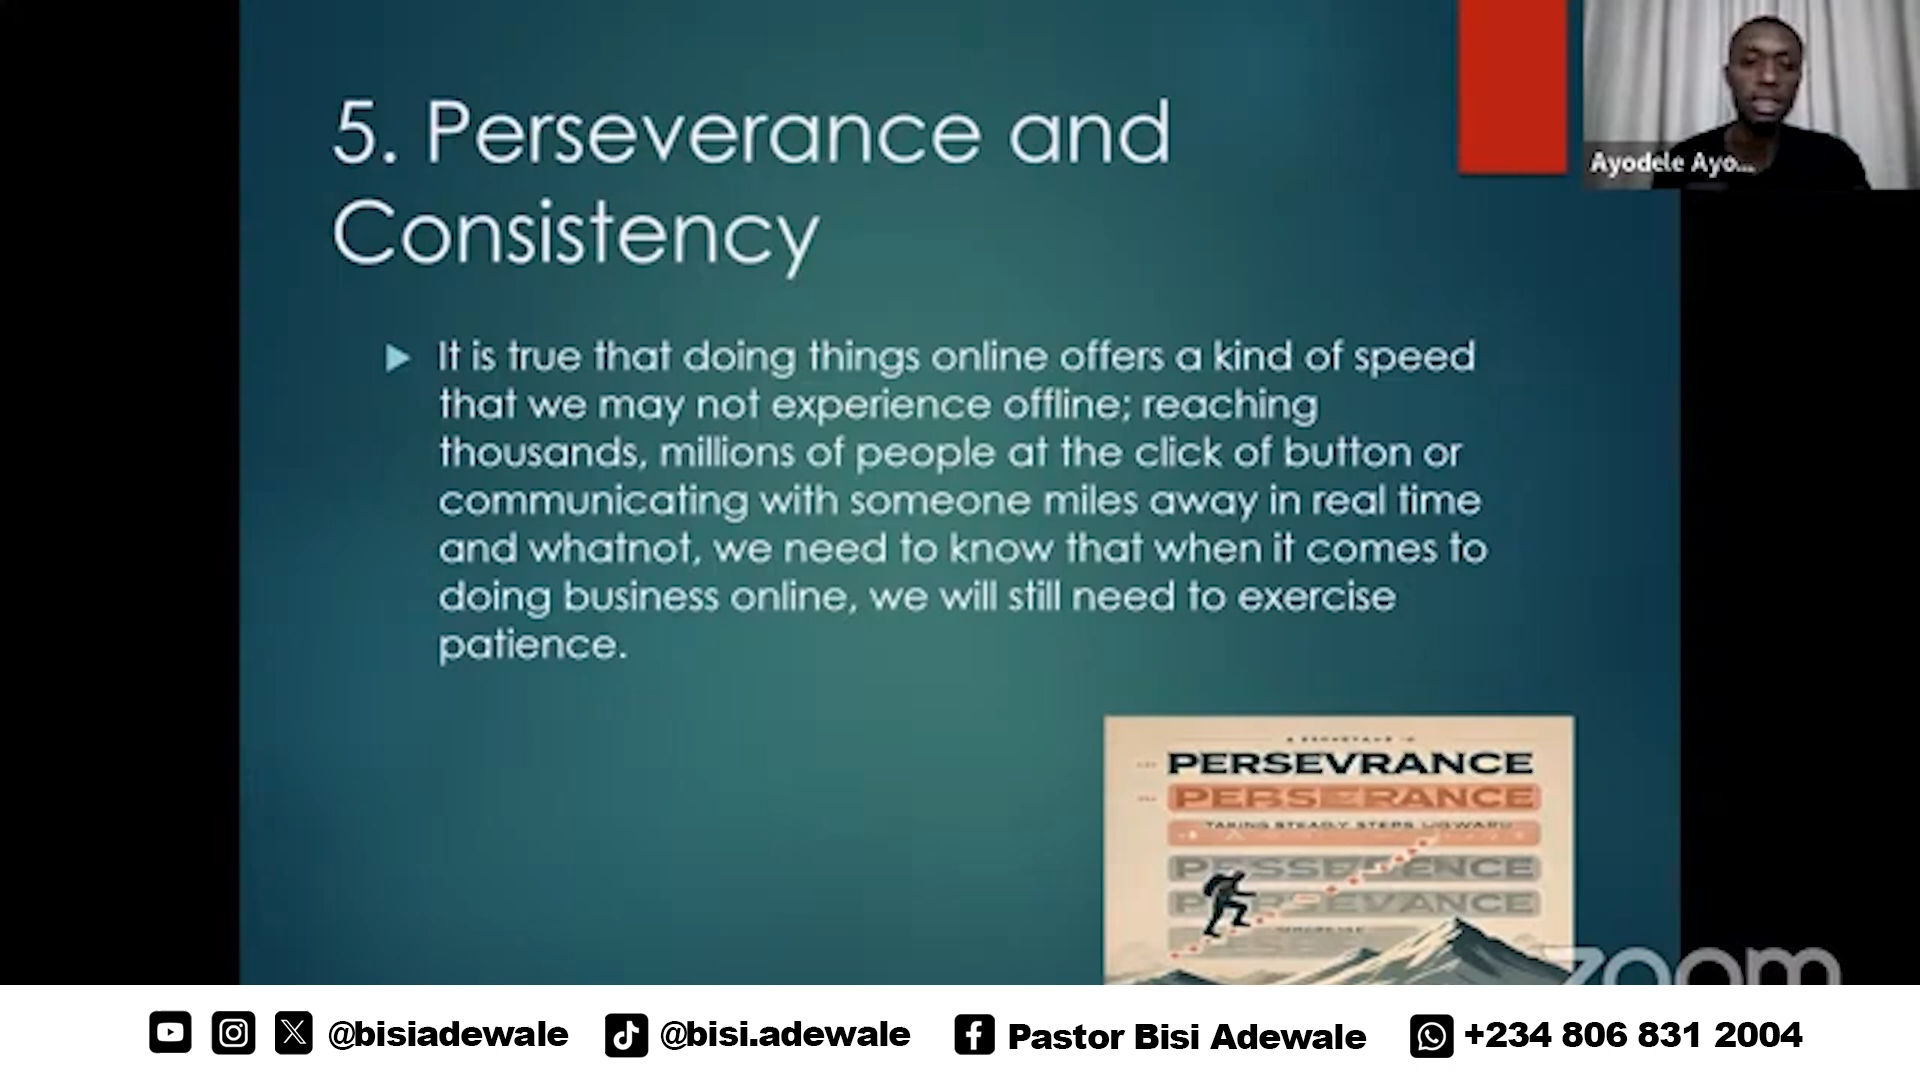 5. Perseverance and
Consistency
Ayodele Ayo...
It is true that doing things online offers a kind of speed
that we may not experience offline; reaching
thousands, millions of people at the click of button or
communicating with someone miles away in real time
and whatnot, we need to know that when it comes to
doing business online, we will still need to exercise
patience.
PERSEVRANCE
PERSERANCE
TAKING STEADY STEPS
zoom
@bisiadewale
@bisi.adewale
Pastor Bisi Adewale
+234 806 831 2004